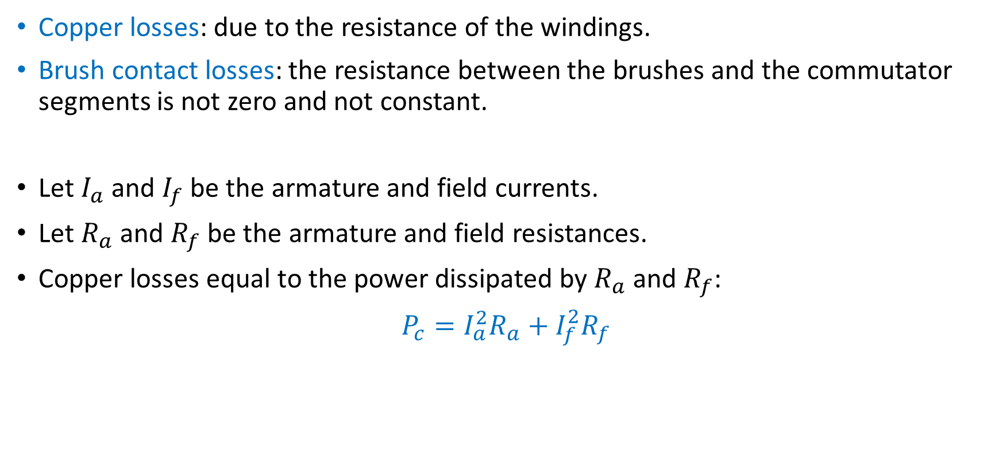 • Copper losses: due to the resistance of the windings.
• Brush contact losses: the resistance between the brushes and the commutator
segments is not zero and not constant.
• Let $I_a$ and $I_f$ be the armature and field currents.
• Let $R_a$ and $R_f$ be the armature and field resistances.
• Copper losses equal to the power dissipated by $R_a$ and $R_f$:
$P_c = I_a^2 R_a + I_f^2 R_f$